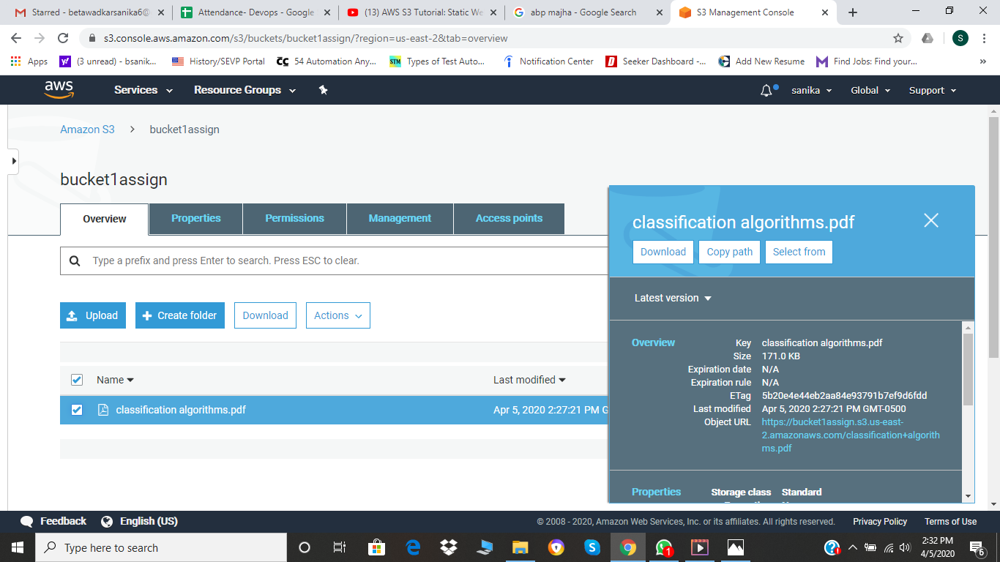 Starred - betawadkarsanika6@
Attendance- Devops - Google
(13) AWS S3 Tutorial: Static We
abp majha - Google Search
S3 Management Console
s3.console.aws.amazon.com/s3/buckets/bucket1assign/?region=us-east-2&tab=overview
S
Apps
(3 unread) - bsanik...
History/SEVP Portal
54 Automation Any...
STM
Types of Test Auto...
Notification Center
Seeker Dashboard -...
Add New Resume
Find Jobs: Find your...
aws
Services
Resource Groups
sanika
Global
Support
Amazon S3
bucket1assign
bucket1assign
Overview
Properties
Permissions
Management
Access points
Type a prefix and press Enter to search. Press ESC to clear.
Upload
Create folder
Download
Actions
Name
Last modified
classification algorithms.pdf
Apr 5, 2020 2:27:21 PM G
classification algorithms.pdf
Download
Copy path
Select from
Latest version
Overview
Key classification algorithms.pdf
Size 171.0 KB
Expiration date N/A
Expiration rule N/A
ETag 5b20e4e44eb2aa84e93791b7ef9d6fdd
Last modified Apr 5, 2020 2:27:21 PM GMT-0500
Object URL https://bucket1assign.s3.us-east-
2.amazonaws.com/classification+algorith
ms.pdf
Properties
Storage class Standard
Feedback
English (US)
© 2008 - 2020, Amazon Web Services, Inc. or its affiliates. All rights reserved.
Privacy Policy
Terms of Use
Type here to search
1
2:32 PM
4/5/2020
6